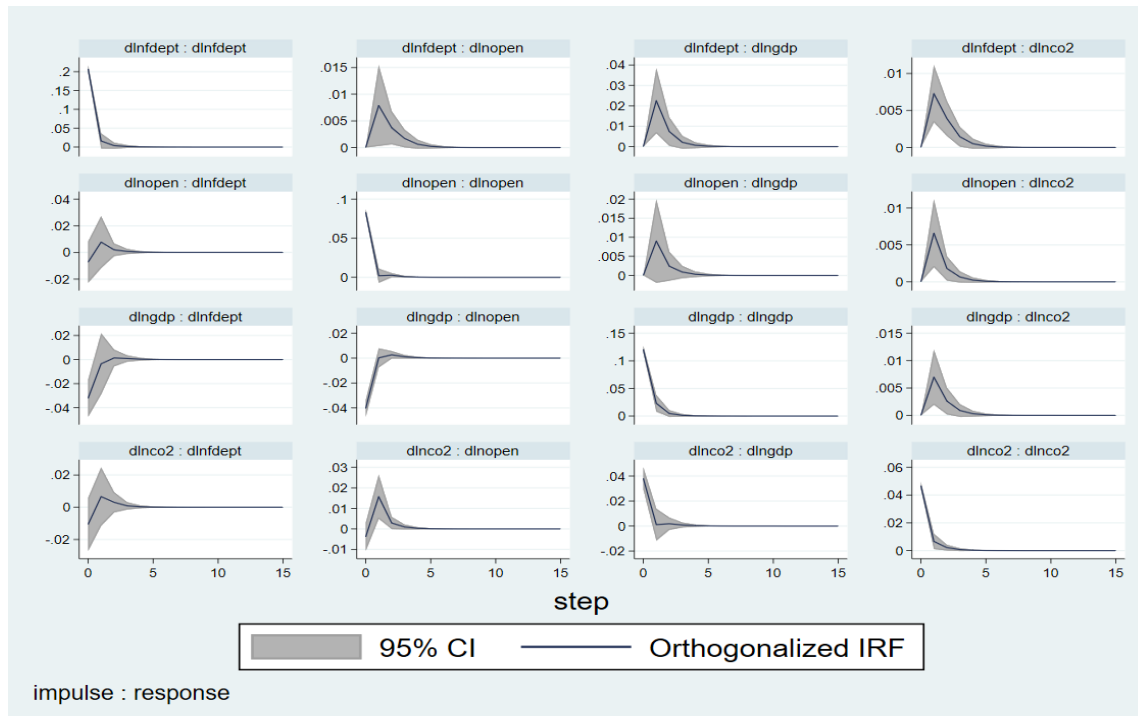 dlnfdept : dlnfdept
dlnfdept : dlnopen
dlnfdept : dlngdp
dlnfdept : dlnco2
.2
.15
.1
.05
0
.015
.01
.005
0
.04
.03
.02
.01
0
.01
.005
0
dlnopen : dlnfdept
dlnopen : dlnopen
dlnopen : dlngdp
dlnopen : dlnco2
.04
.02
0
-.02
.1
.05
0
.02
.015
.01
.005
0
.01
.005
0
dlngdp : dlnfdept
dlngdp : dlnopen
dlngdp : dlngdp
dlngdp : dlnco2
.02
0
-.02
-.04
.02
0
-.02
-.04
.15
.1
.05
0
.015
.01
.005
0
dlnco2 : dlnfdept
dlnco2 : dlnopen
dlnco2 : dlngdp
dlnco2 : dlnco2
.02
0
-.02
.03
.02
.01
0
-.01
.04
.02
0
-.02
.06
.04
.02
0
0 5 10 15
0 5 10 15
0 5 10 15
0 5 10 15
step
95% CI
Orthogonalized IRF
impulse : response